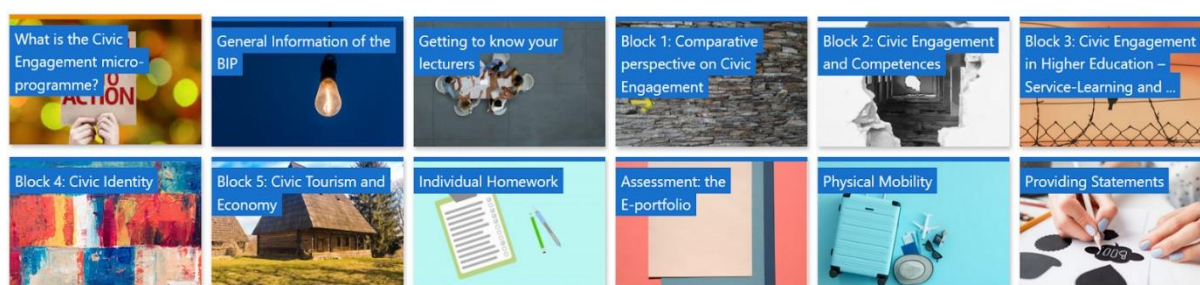 What is the Civic
Engagement micro-
programme?
ACTION
General Information of the
BIP
Getting to know your
lecturers
Block 1: Comparative
perspective on Civic
Engagement
Block 2: Civic Engagement
and Competences
Block 3: Civic Engagement
in Higher Education –
Service-Learning and ...
Block 4: Civic Identity
Block 5: Civic Tourism and
Economy
Individual Homework
Assessment: the
E-portfolio
Physical Mobility
Providing Statements